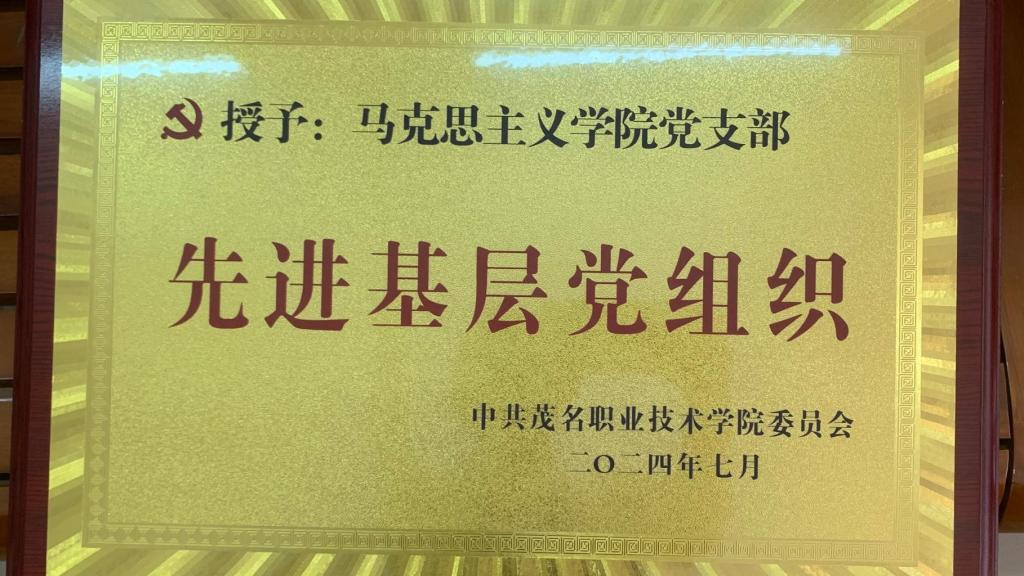 授予：马克思主义学院党支部
先进基层党组织
中共茂名职业技术学院委员会
二〇二四年七月